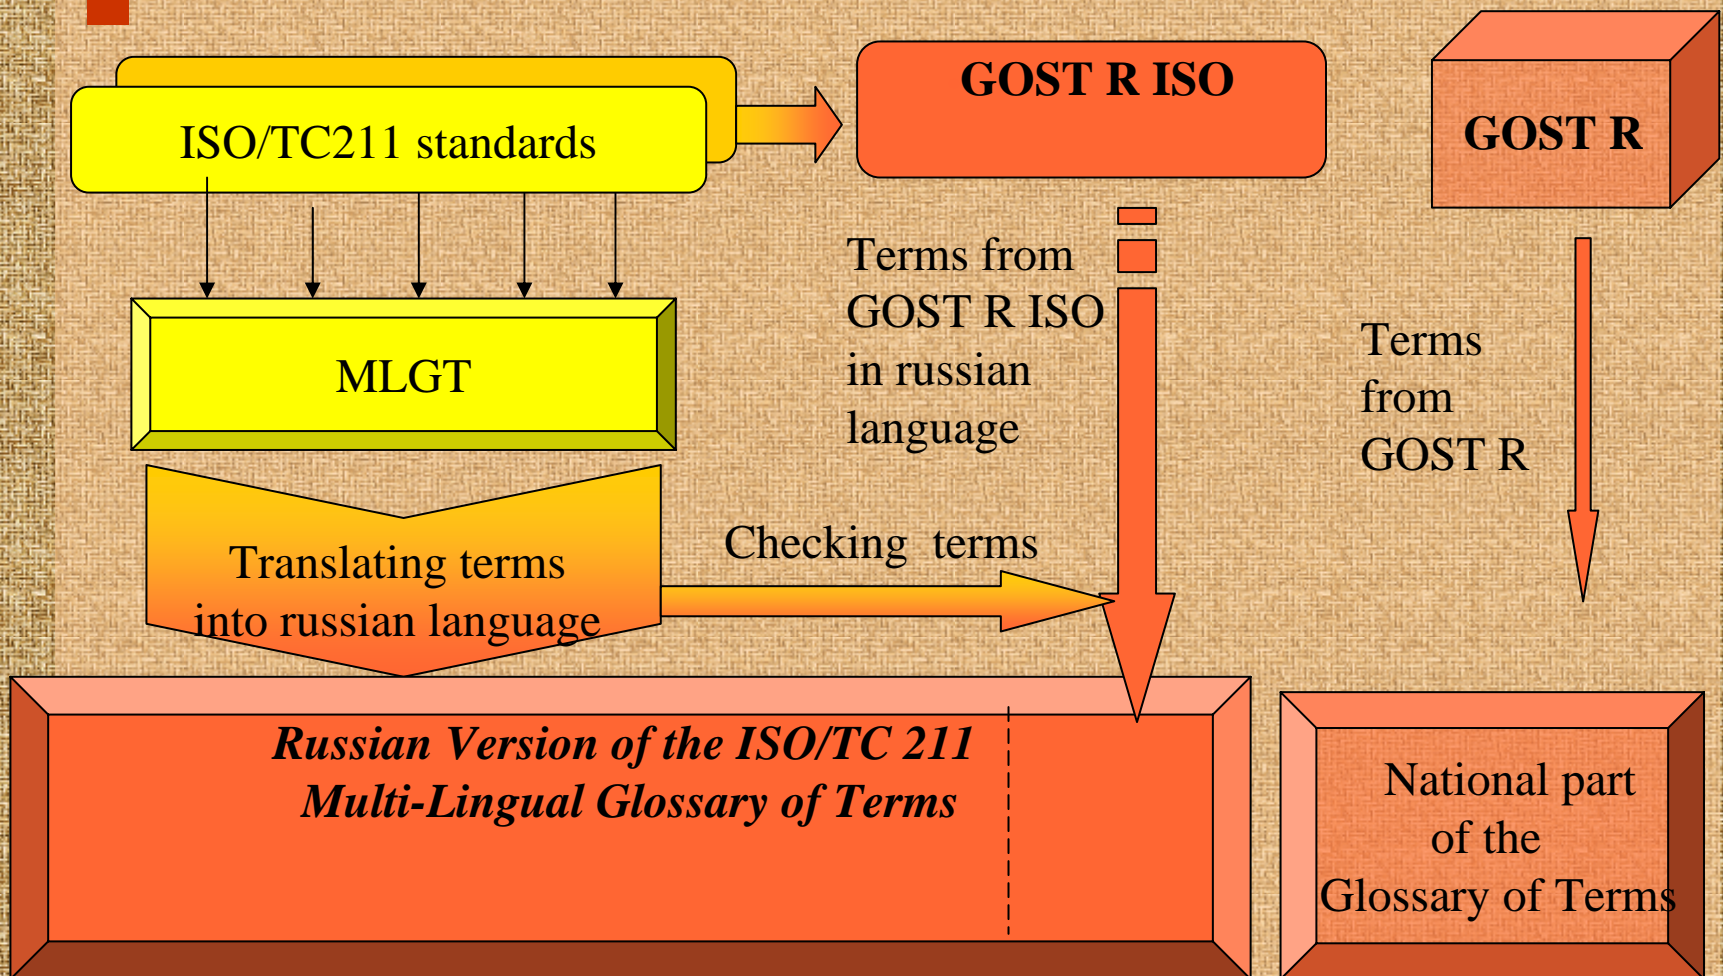 ISO/TC211 standards
GOST R ISO
GOST R
MLGT
Terms from
GOST R ISO
in russian
language
Terms
from
GOST R
Translating terms
into russian language
Checking terms
Russian Version of the ISO/TC 211
Multi-Lingual Glossary of Terms
National part
of the
Glossary of Terms